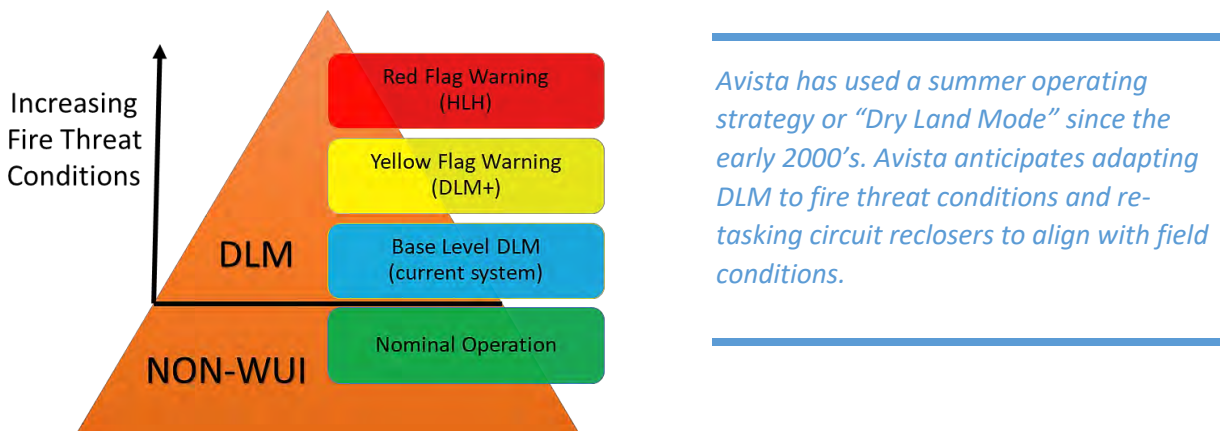 Increasing
Fire Threat
Conditions
Red Flag Warning
(HLH)
Yellow Flag Warning
(DLM+)
DLM
Base Level DLM
(current system)
NON-WUI
Nominal Operation
Avista has used a summer operating
strategy or “Dry Land Mode” since the
early 2000’s. Avista anticipates adapting
DLM to fire threat conditions and re-
tasking circuit reclosers to align with field
conditions.